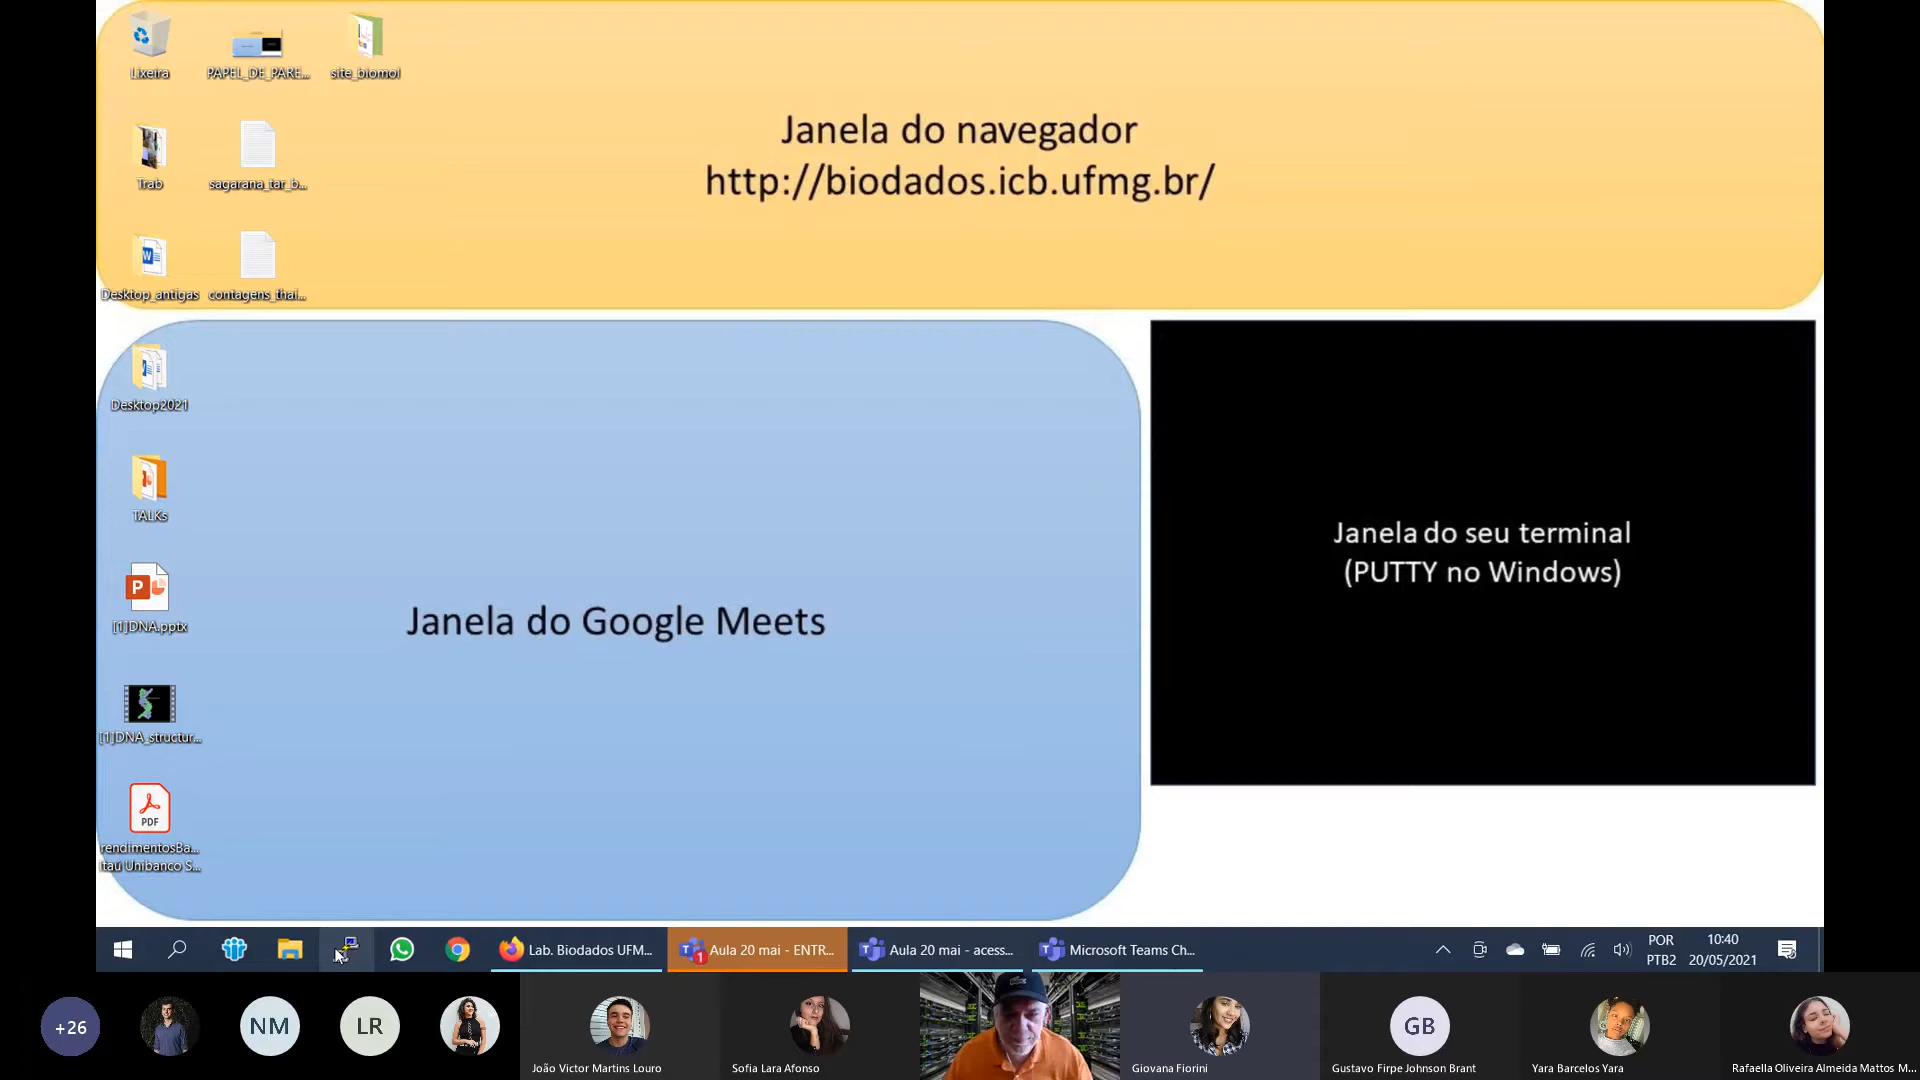 Lixeira
PAPEL_DE_PARE...
site_biomol
Trab
sagarana_tar_b...
Desktop_antigas
contagens_thai...
Janela do navegador
http://biodados.icb.ufmg.br/
Desktop2021
TALKs
[1]DNA.pptx
[1]DNA_structur...
PDF
rendimentosBa...
Itaú Unibanco S...
Janela do Google Meets
Janela do seu terminal
(PUTTY no Windows)
Lab. Biodados UFM...
1
Aula 20 mai - ENTR...
Aula 20 mai - acess...
Microsoft Teams Ch...
POR
PTB2
10:40
20/05/2021
+26
NM
LR
João Victor Martins Louro
Sofia Lara Afonso
Giovana Fiorini
GB
Gustavo Firpe Johnson Brant
Yara Barcelos Yara
Rafaella Oliveira Almeida Mattos M...